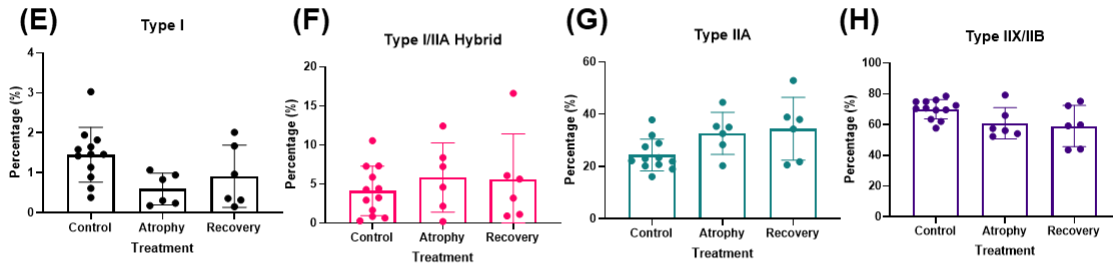 (E)
Type I
Percentage (%)
4
3
2
1
0
Control Atrophy Recovery
Treatment
(F)
Type I/IIA Hybrid
Percentage (%)
20
15
10
5
0
Control Atrophy Recovery
Treatment
(G)
Type IIA
Percentage (%)
60
40
20
0
Control Atrophy Recovery
Treatment
(H)
Type IIX/IIB
Percentage (%)
100
80
60
40
20
0
Control Atrophy Recovery
Treatment